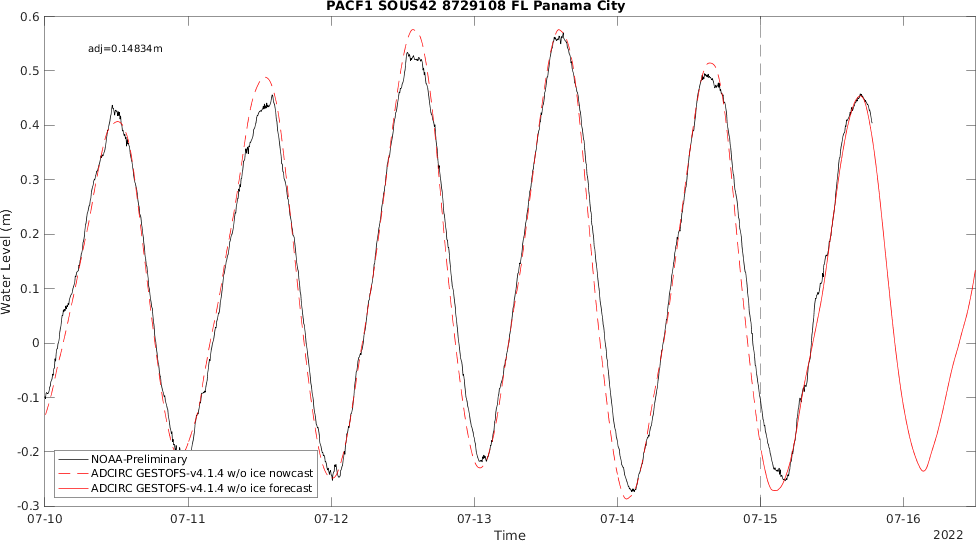 PACF1 SOUS42 8729108 FL Panama City
adj=0.14834m
Water Level (m)
0.6
0.5
0.4
0.3
0.2
0.1
0
-0.1
-0.2
-0.3
NOAA-Preliminary
ADCIRC GESTOFS-v4.1.4 w/o ice nowcast
ADCIRC GESTOFS-v4.1.4 w/o ice forecast
07-10 07-11 07-12 07-13 07-14 07-15 07-16
Time
2022